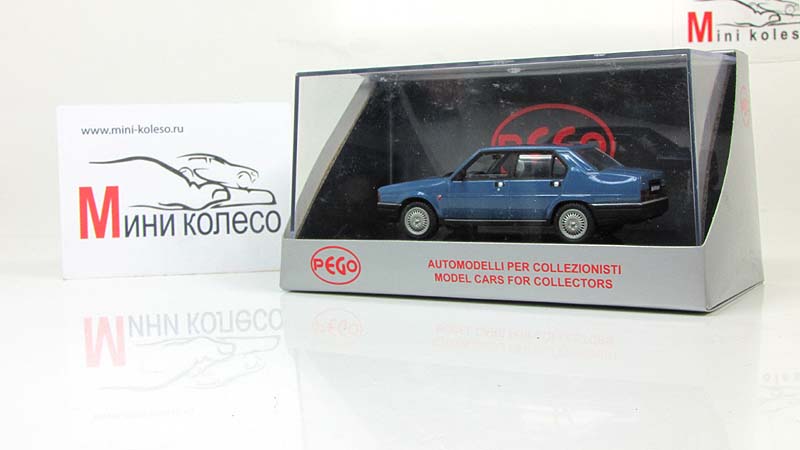 Mini koleso
www.mini-koleso.ru
Мини колесо
PEGO
PEGO
AUTOMODELLI PER COLLEZIONISTI
MODEL CARS FOR COLLECTORS